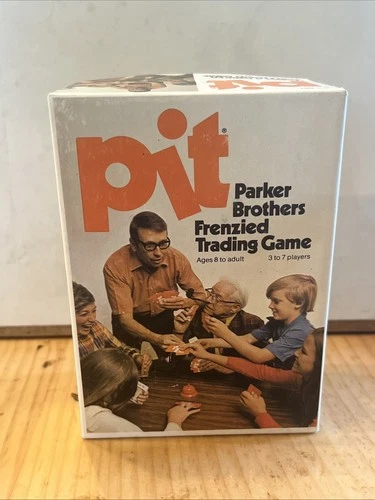 pit®
Parker
Brothers
Frenzied
Trading Game
Ages 8 to adult 3 to 7 players